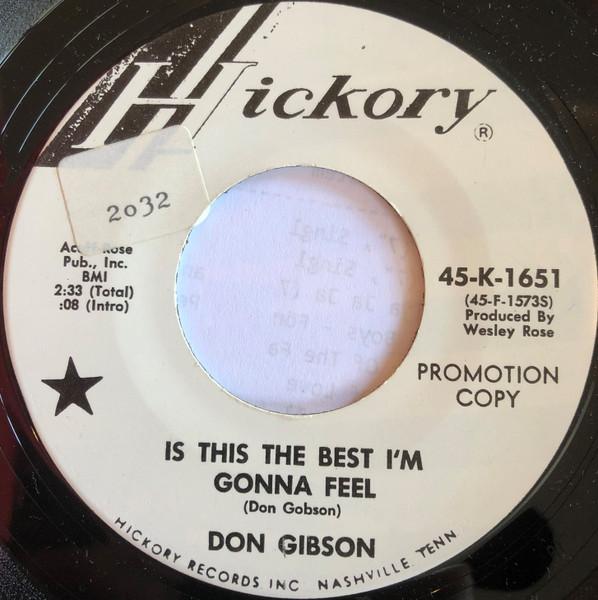 Hickory ®
2032
Pub., Inc.
BMI
2:33 (Total)
:08 (Intro)
45-K-1651
(45-F-1573S)
Produced By
Wesley Rose
PROMOTION
COPY
IS THIS THE BEST I'M
GONNA FEEL
(Don Gobson)
DON GIBSON
HICKORY RECORDS INC NASHVILLE, TENN